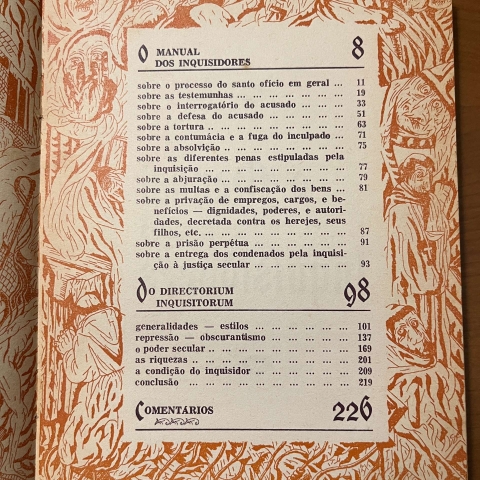 O MANUAL
DOS INQUISIDORES 8
sobre o processo do santo ofício em geral ... 11
sobre as testemunhas ... ... ... ... ... ... 19
sobre o interrogatório do acusado ... ... ... 33
sobre a defesa do acusado ... ... ... ... ... 51
sobre a tortura .. ... ... ... ... ... ... ... 63
sobre a contumácia e a fuga do inculpado ... 71
sobre a absolvição .. ... ... ... ... ... ... 75
sobre as diferentes penas estipuladas pela
inquisição ... ... ... ... ... ... ... ... 77
sobre a abjuração ... ... ... ... ... ... ... 79
sobre as multas e a confiscação dos bens ... 81
sobre a privação de empregos, cargos, e be-
nefícios — dignidades, poderes, e autori-
dades, decretada contra os herejes, seus
filhos, etc. ... ... ... ... ... ... ... ... 87
sobre a prisão perpétua ... ... ... ... ... 91
sobre a entrega dos condenados pela inquisi-
ção à justiça secular ... ... ... ... ... 93
DO DIRECTORIUM
INQUISITORUM 98
generalidades — estilos ... ... ... ... ... 101
repressão — obscurantismo ... ... ... ... 137
o poder secular .. ... ... ... ... ... ... ... 169
as riquezas .. ... ... ... ... ... ... ... ... 201
a condição do inquisidor ... ... ... ... ... 209
conclusão ... ... ... ... ... ... ... ... 219
COMENTÁRIOS 226